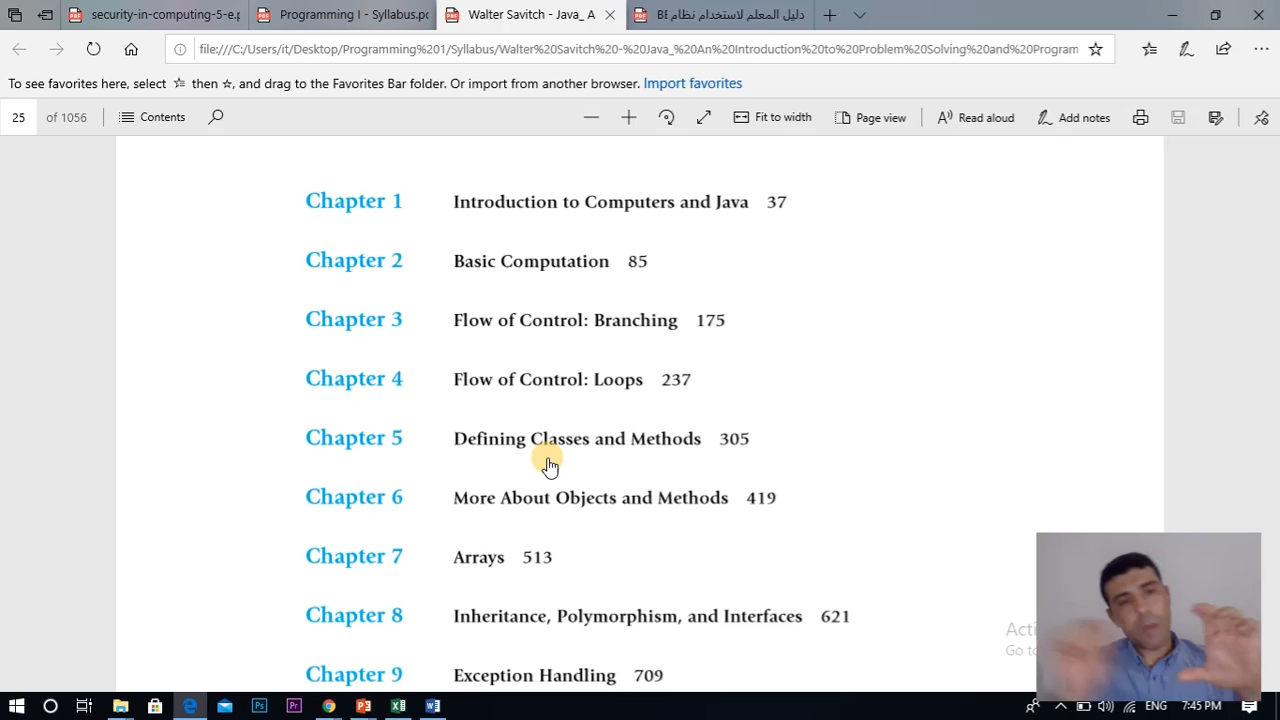 security-in-computing-5-e.p
Programming I - Syllabus.pd
Walter Savitch - Java_ A
دليل المعلم لاستخدام نظام BE
file:///C:/Users/it/Desktop/Programming%201/Syllabus/Walter%20Savitch%20-%20Java_%20An%20Introduction%20to%20Problem%20Solving%20and%20Program
To see favorites here, select ☆ then ☆, and drag to the Favorites Bar folder. Or import from another browser. Import favorites
25 of 1056 Contents Fit to width Page view Read aloud Add notes
Chapter 1 Introduction to Computers and Java 37
Chapter 2 Basic Computation 85
Chapter 3 Flow of Control: Branching 175
Chapter 4 Flow of Control: Loops 237
Chapter 5 Defining Classes and Methods 305
Chapter 6 More About Objects and Methods 419
Chapter 7 Arrays 513
Chapter 8 Inheritance, Polymorphism, and Interfaces 621
Chapter 9 Exception Handling 709
Acti
Go to
ENG 7:45 PM